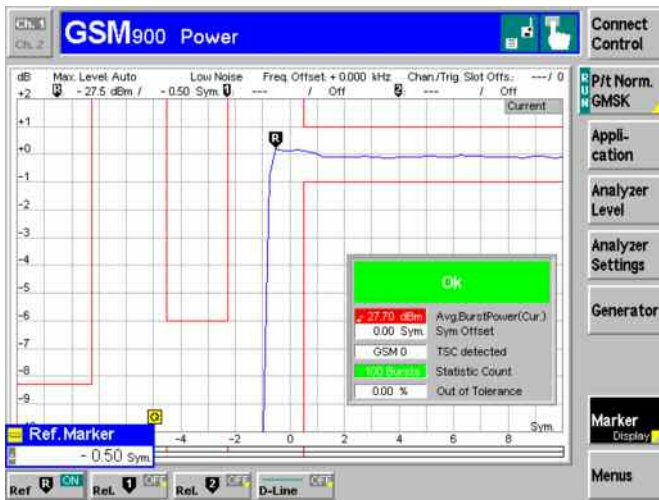 Ch. 1
Ch. 2
GSM900 Power
Connect Control
dB Max. Level: Auto Low Noise Freq. Offset: + 0.000 kHz Chan./Trig. Slot Offs.: ---/ 0
+2 R - 27.5 dBm / - 0.50 Sym. 1 --- / Off 2: --- / Off
Current
RUN
P/t Norm. GMSK
Appli-cation
Analyzer Level
Analyzer Settings
Generator
Marker
Display
Menus
+1
+0
-1
-2
-3
-4
-5
-6
-7
-8
-9
R
Ok
- 27.70 dBm Avg.BurstPower(Cur.)
0.00 Sym. Sym Offset
GSM 0 TSC detected
100 Bursts Statistic Count
0.00 % Out of Tolerance
Sym.
-4 -2 0 2 4 6 8
Ref. Marker
- 0.50 Sym.
Ref R ON
Rel. 1 OFF
Rel. 2 OFF
D-Line OFF